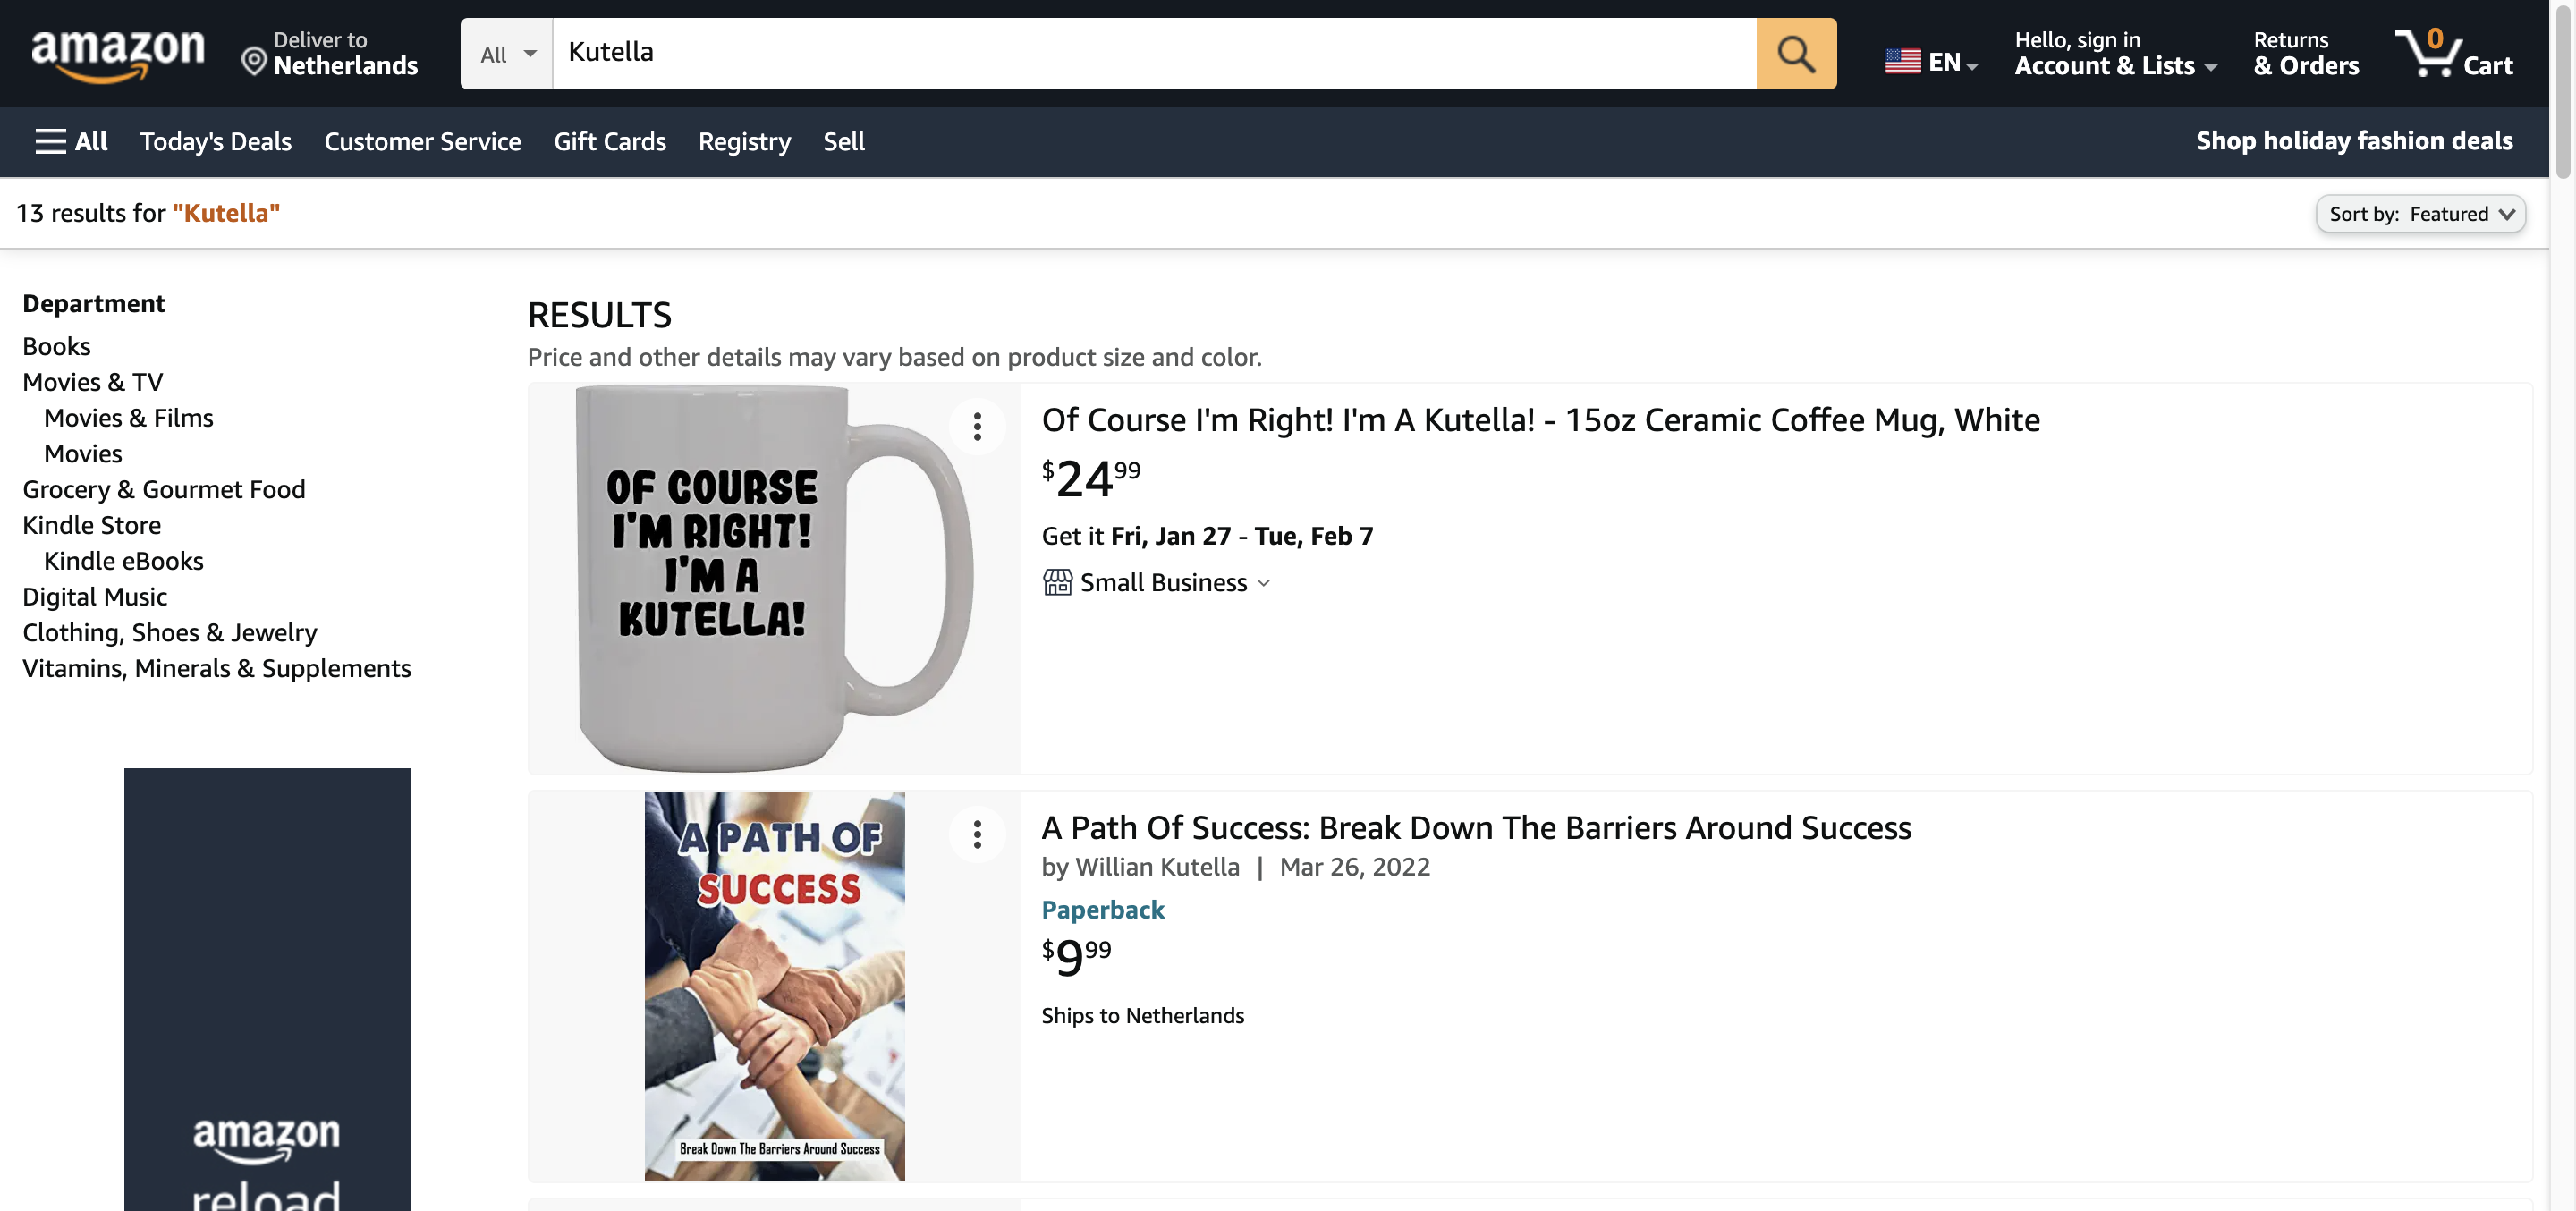 amazon
Deliver to
Netherlands
All
Kutella
EN
Hello, sign in
Account & Lists
Returns
& Orders
0
Cart
All
Today's Deals
Customer Service
Gift Cards
Registry
Sell
Shop holiday fashion deals
13 results for "Kutella"
Sort by: Featured
Department
Books
Movies & TV
Movies & Films
Movies
Grocery & Gourmet Food
Kindle Store
Kindle eBooks
Digital Music
Clothing, Shoes & Jewelry
Vitamins, Minerals & Supplements
amazon
reload
RESULTS
Price and other details may vary based on product size and color.
OF COURSE
I'M RIGHT!
I'M A
KUTELLA!
Of Course I'm Right! I'm A Kutella! - 15oz Ceramic Coffee Mug, White
$24.99
Get it Fri, Jan 27 - Tue, Feb 7
Small Business
A PATH OF
SUCCESS
Break Down The Barriers Around Success
A Path Of Success: Break Down The Barriers Around Success
by Willian Kutella | Mar 26, 2022
Paperback
$9.99
Ships to Netherlands